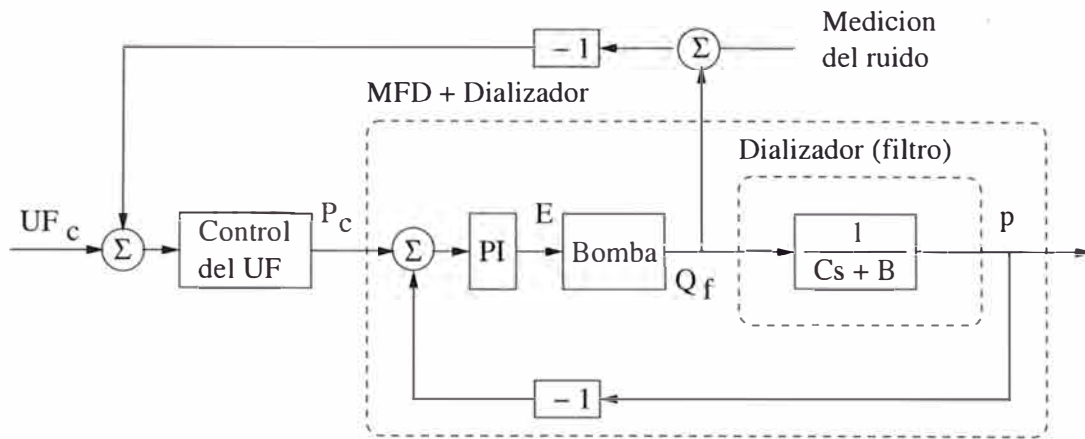 Medicion
del ruido
− 1
Σ
MFD + Dializador
Dializador (filtro)
UF c
Σ
Control
del UF
P c
Σ
PI
E
Bomba
Q f
1
Cs + B
p
− 1